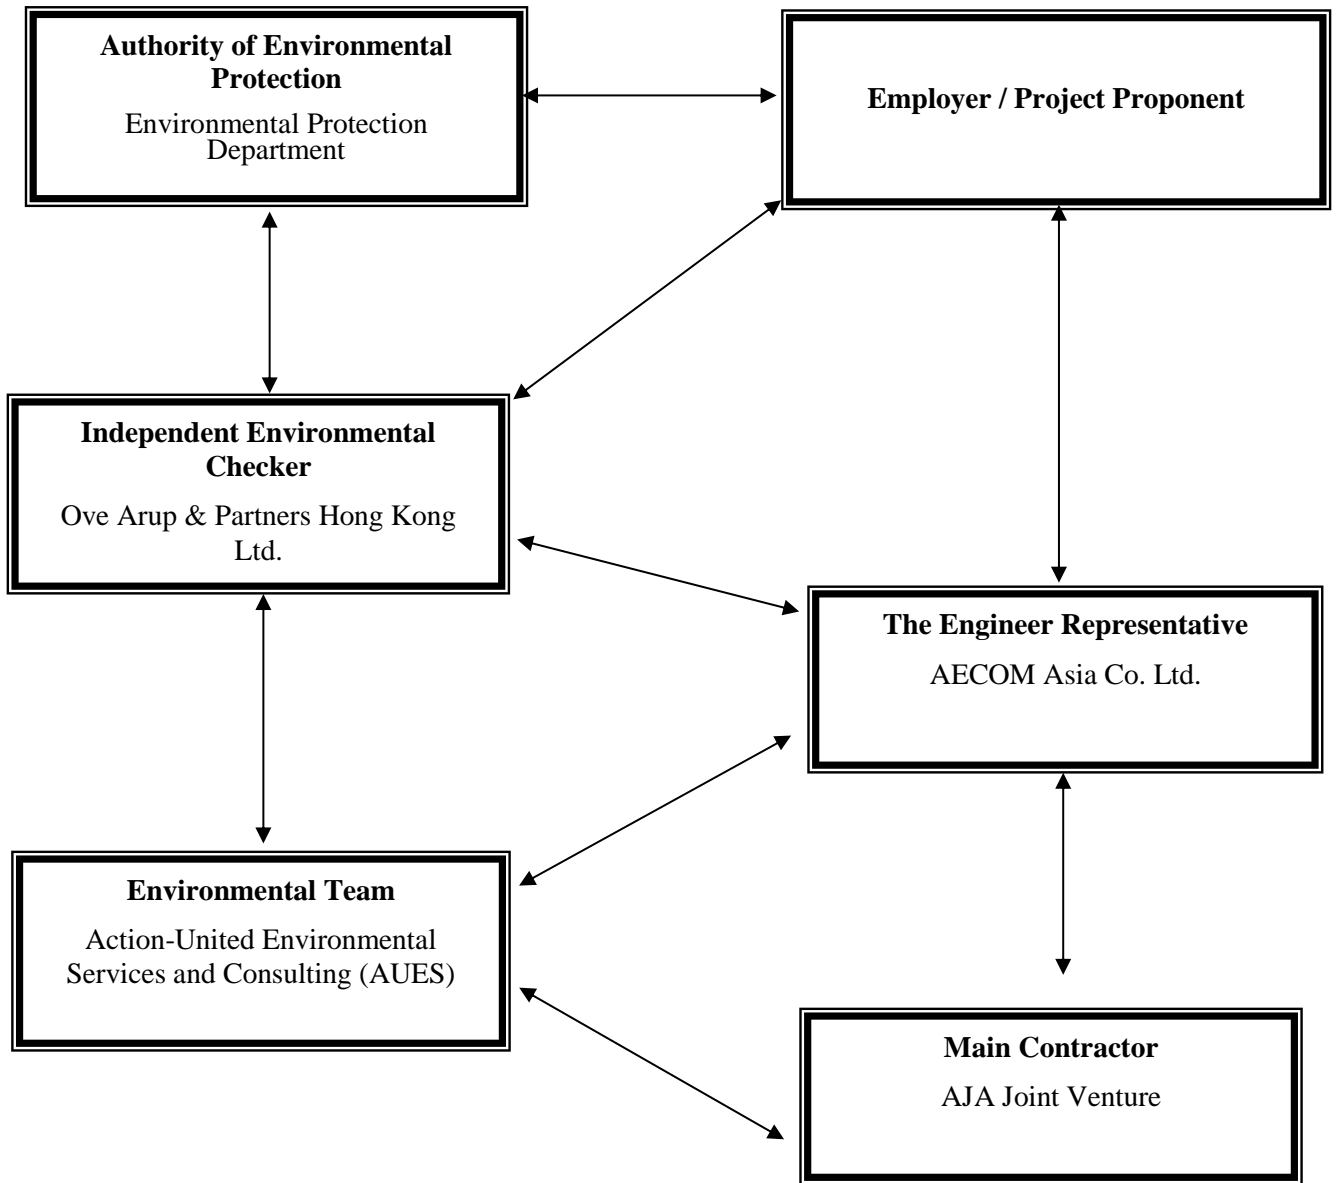 Authority of Environmental
Protection
Environmental Protection
Department
Employer / Project Proponent
Independent Environmental
Checker
Ove Arup & Partners Hong Kong
Ltd.
The Engineer Representative
AECOM Asia Co. Ltd.
Environmental Team
Action-United Environmental
Services and Consulting (AUES)
Main Contractor
AJA Joint Venture